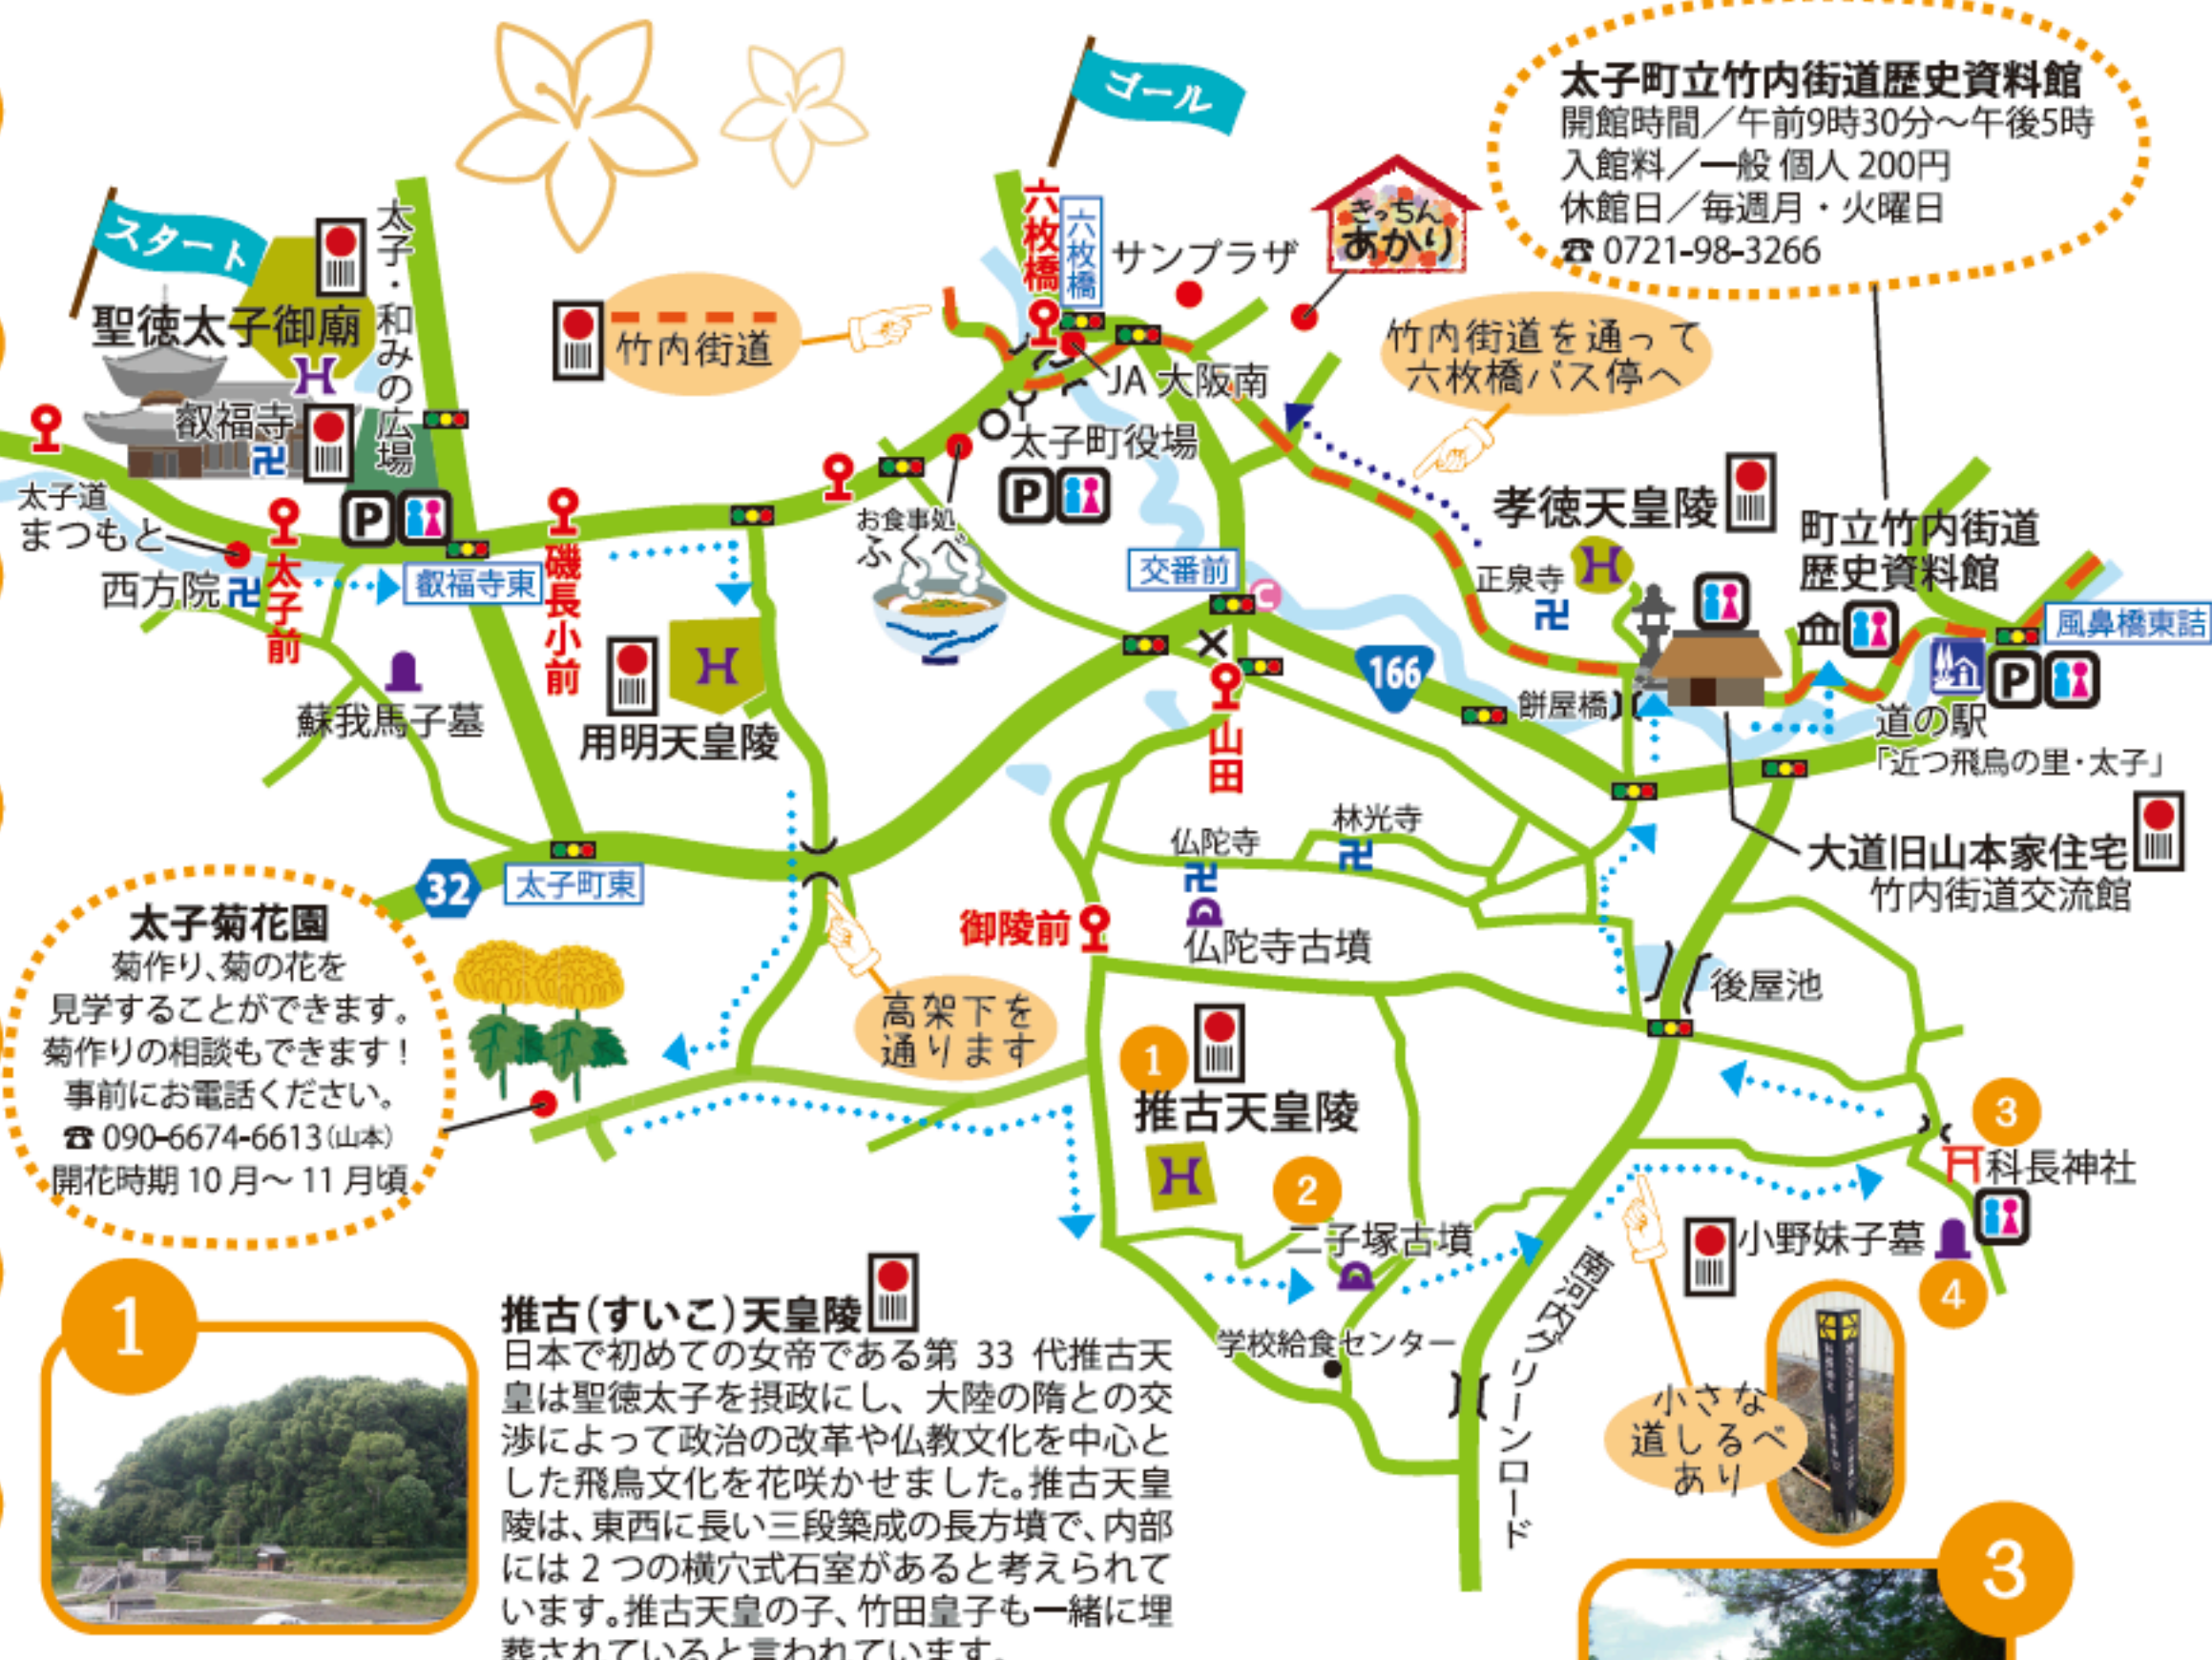 ゴール
太子町立竹内街道歴史資料館
開館時間／午前9時30分～午後5時
入館料／一般 個人 200円
休館日／毎週月・火曜日
☎ 0721-98-3266
スタート
太子・和みの広場
聖徳太子御廟
叡福寺
竹内街道
六枚橋
六枚橋
サンプラザ
きっちん
あかり
JA 大阪南
竹内街道を通って
六枚橋バス停へ
太子町役場
P
太子道
まつもと
西方院
太子前
P
叡福寺東
磯長小前
お食事処
ふくべ
交番前
孝徳天皇陵
正泉寺
町立竹内街道
歴史資料館
風鼻橋東詰
P
道の駅
「近つ飛鳥の里・太子」
蘇我馬子墓
用明天皇陵
山田
166
餅屋橋
大道旧山本家住宅
竹内街道交流館
仏陀寺
林光寺
仏陀寺古墳
御陵前
32
太子町東
高架下を
通ります
後屋池
太子菊花園
菊作り、菊の花を
見学することができます。
菊作りの相談もできます！
事前にお電話ください。
☎ 090-6674-6613（山本）
開花時期 10 月～ 11 月頃
1
推古天皇陵
2
二子塚古墳
3
科長神社
小野妹子墓
4
学校給食センター
南河内グリーンロード
小さな
道しるべ
あり
1
推古（すいこ）天皇陵
日本で初めての女帝である第 33 代推古天
皇は聖徳太子を摂政にし、大陸の隋との交
渉によって政治の改革や仏教文化を中心と
した飛鳥文化を花咲かせました。推古天皇
陵は、東西に長い三段築成の長方墳で、内部
には 2 つの横穴式石室があると考えられて
います。推古天皇の子、竹田皇子も一緒に埋
葬されていると言われています。
3